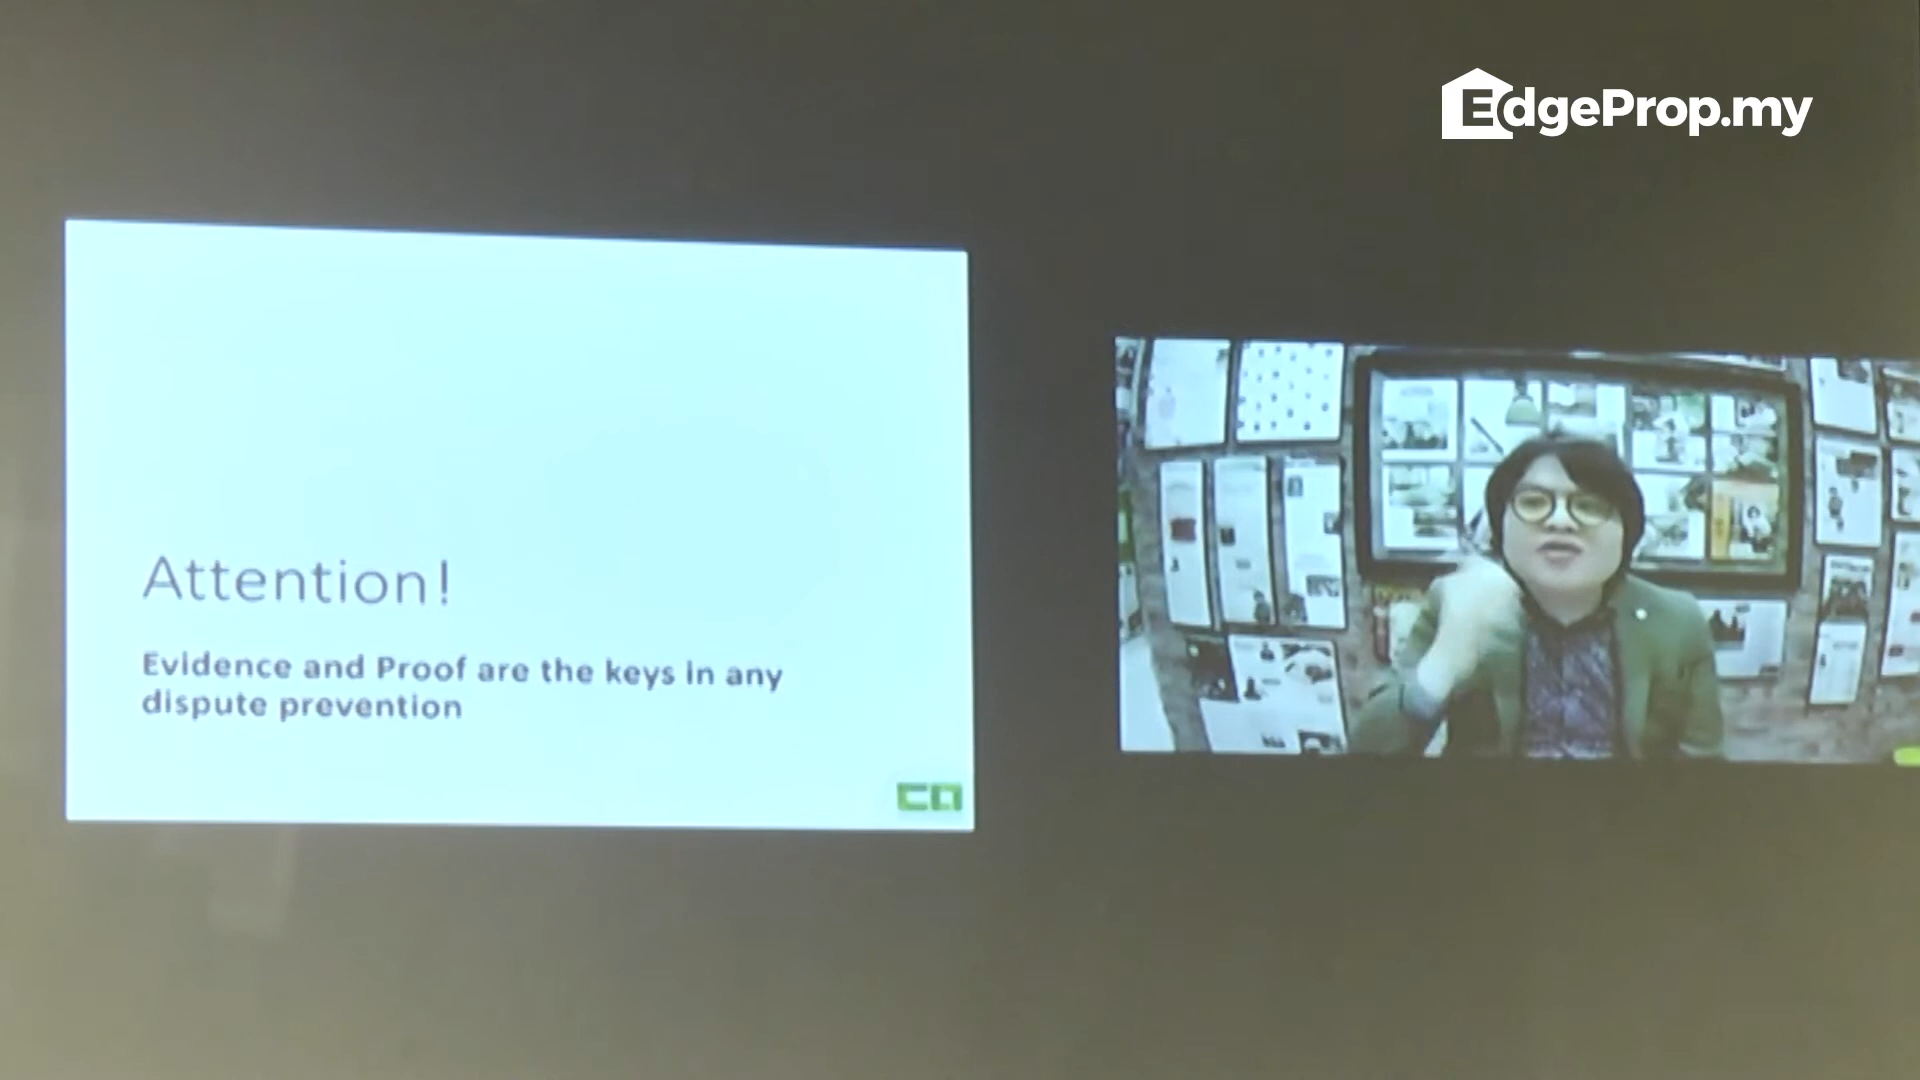 EdgeProp.my
Attention!
Evidence and Proof are the keys in any
dispute prevention